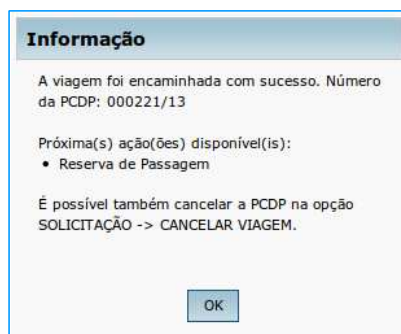 Informação
A viagem foi encaminhada com sucesso. Número
da PCDP: 000221/13
Próxima(s) ação(ões) disponível(is):
• Reserva de Passagem
É possível também cancelar a PCDP na opção
SOLICITAÇÃO -> CANCELAR VIAGEM.
OK